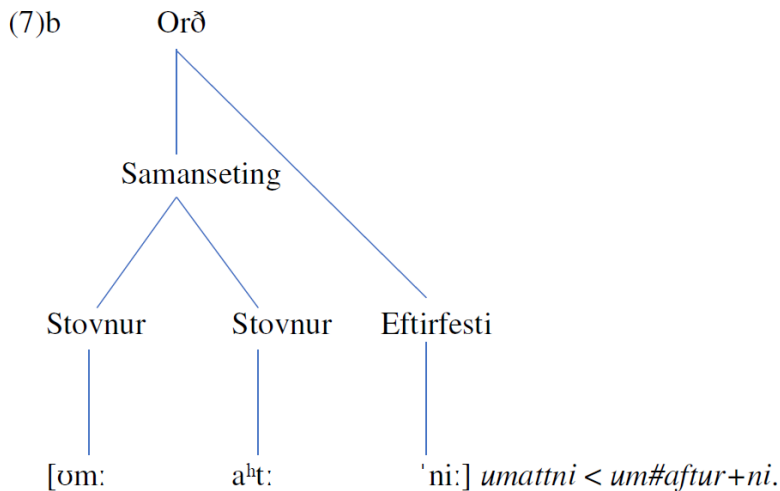 (7)b Orð
Samanseting
Stovnur Stovnur Eftirfesti
[ʊmː aʰtː ˈniː] umattni < um#aftur+ni.